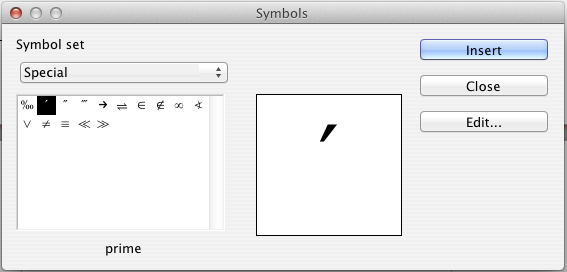 Symbols
Symbol set
Special
‰ ′ ″ ‴ → ⇌ ∈ ∉ ∞ ∢
∨ ≠ ≡ ≪ ≫
′
prime
Insert
Close
Edit...